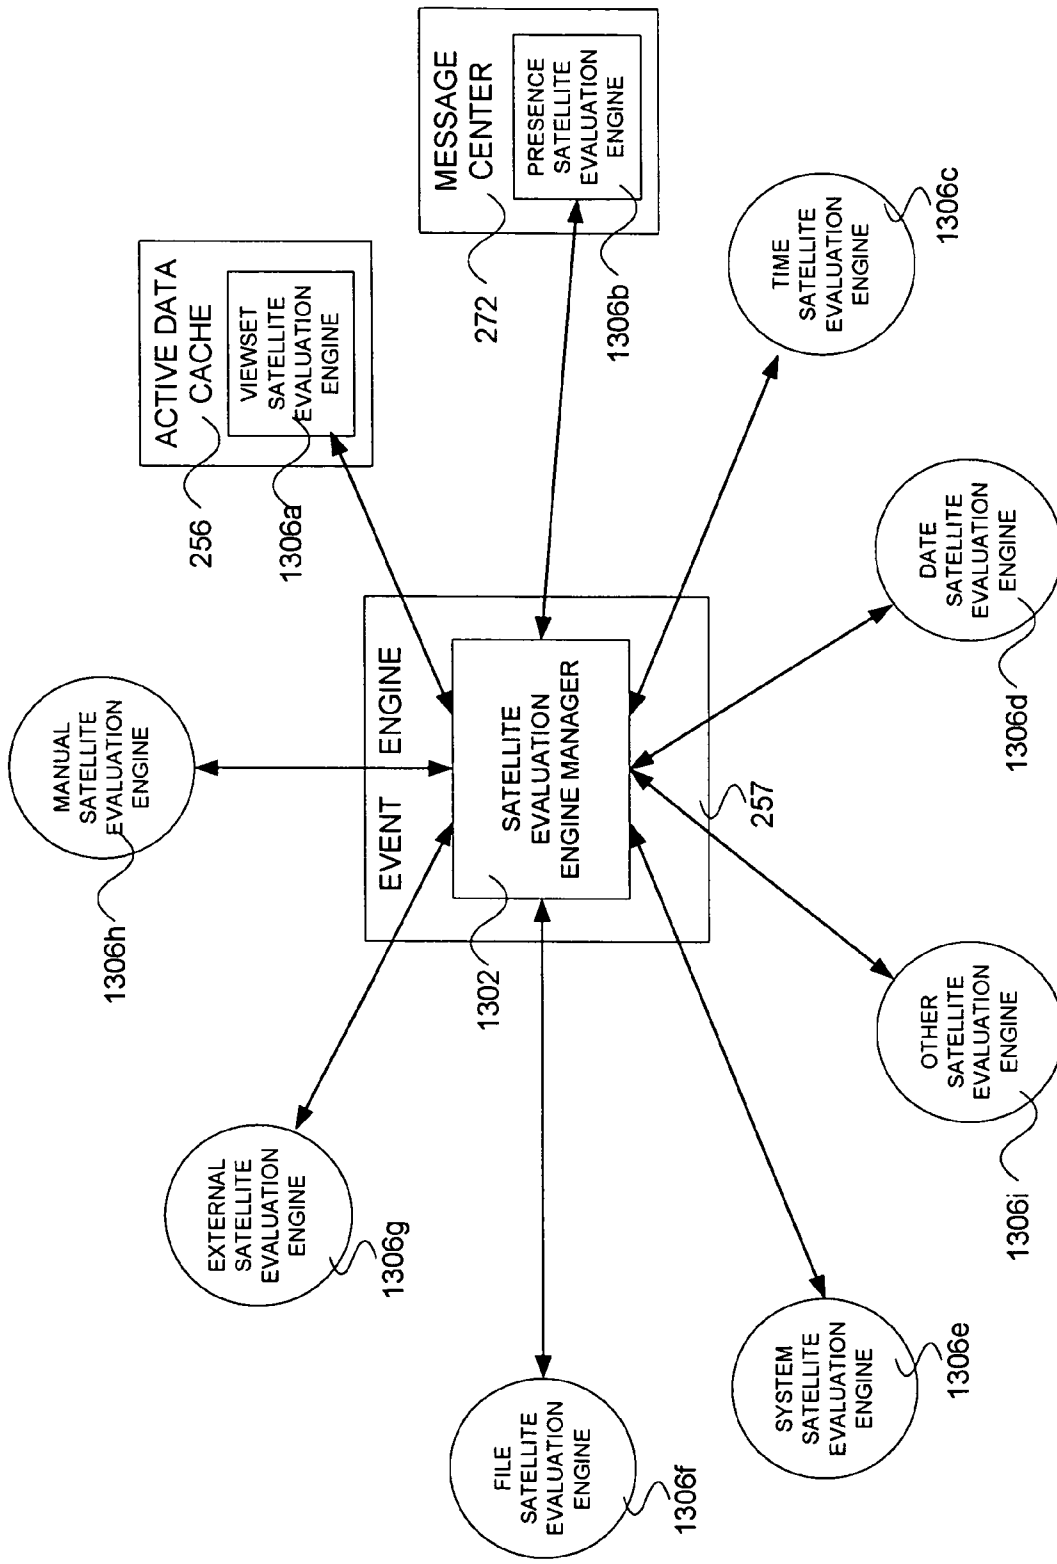 MANUAL
SATELLITE
EVALUATION
ENGINE
1306h
ACTIVE DATA
CACHE
VIEWSET
SATELLITE
EVALUATION
ENGINE
256
1306a
MESSAGE
CENTER
PRESENCE
SATELLITE
EVALUATION
ENGINE
272
1306b
EXTERNAL
SATELLITE
EVALUATION
ENGINE
1306g
EVENT ENGINE
SATELLITE
EVALUATION
ENGINE MANAGER
1302
257
TIME
SATELLITE
EVALUATION
ENGINE
1306c
FILE
SATELLITE
EVALUATION
ENGINE
1306f
SYSTEM
SATELLITE
EVALUATION
ENGINE
1306e
OTHER
SATELLITE
EVALUATION
ENGINE
1306i
DATE
SATELLITE
EVALUATION
ENGINE
1306d